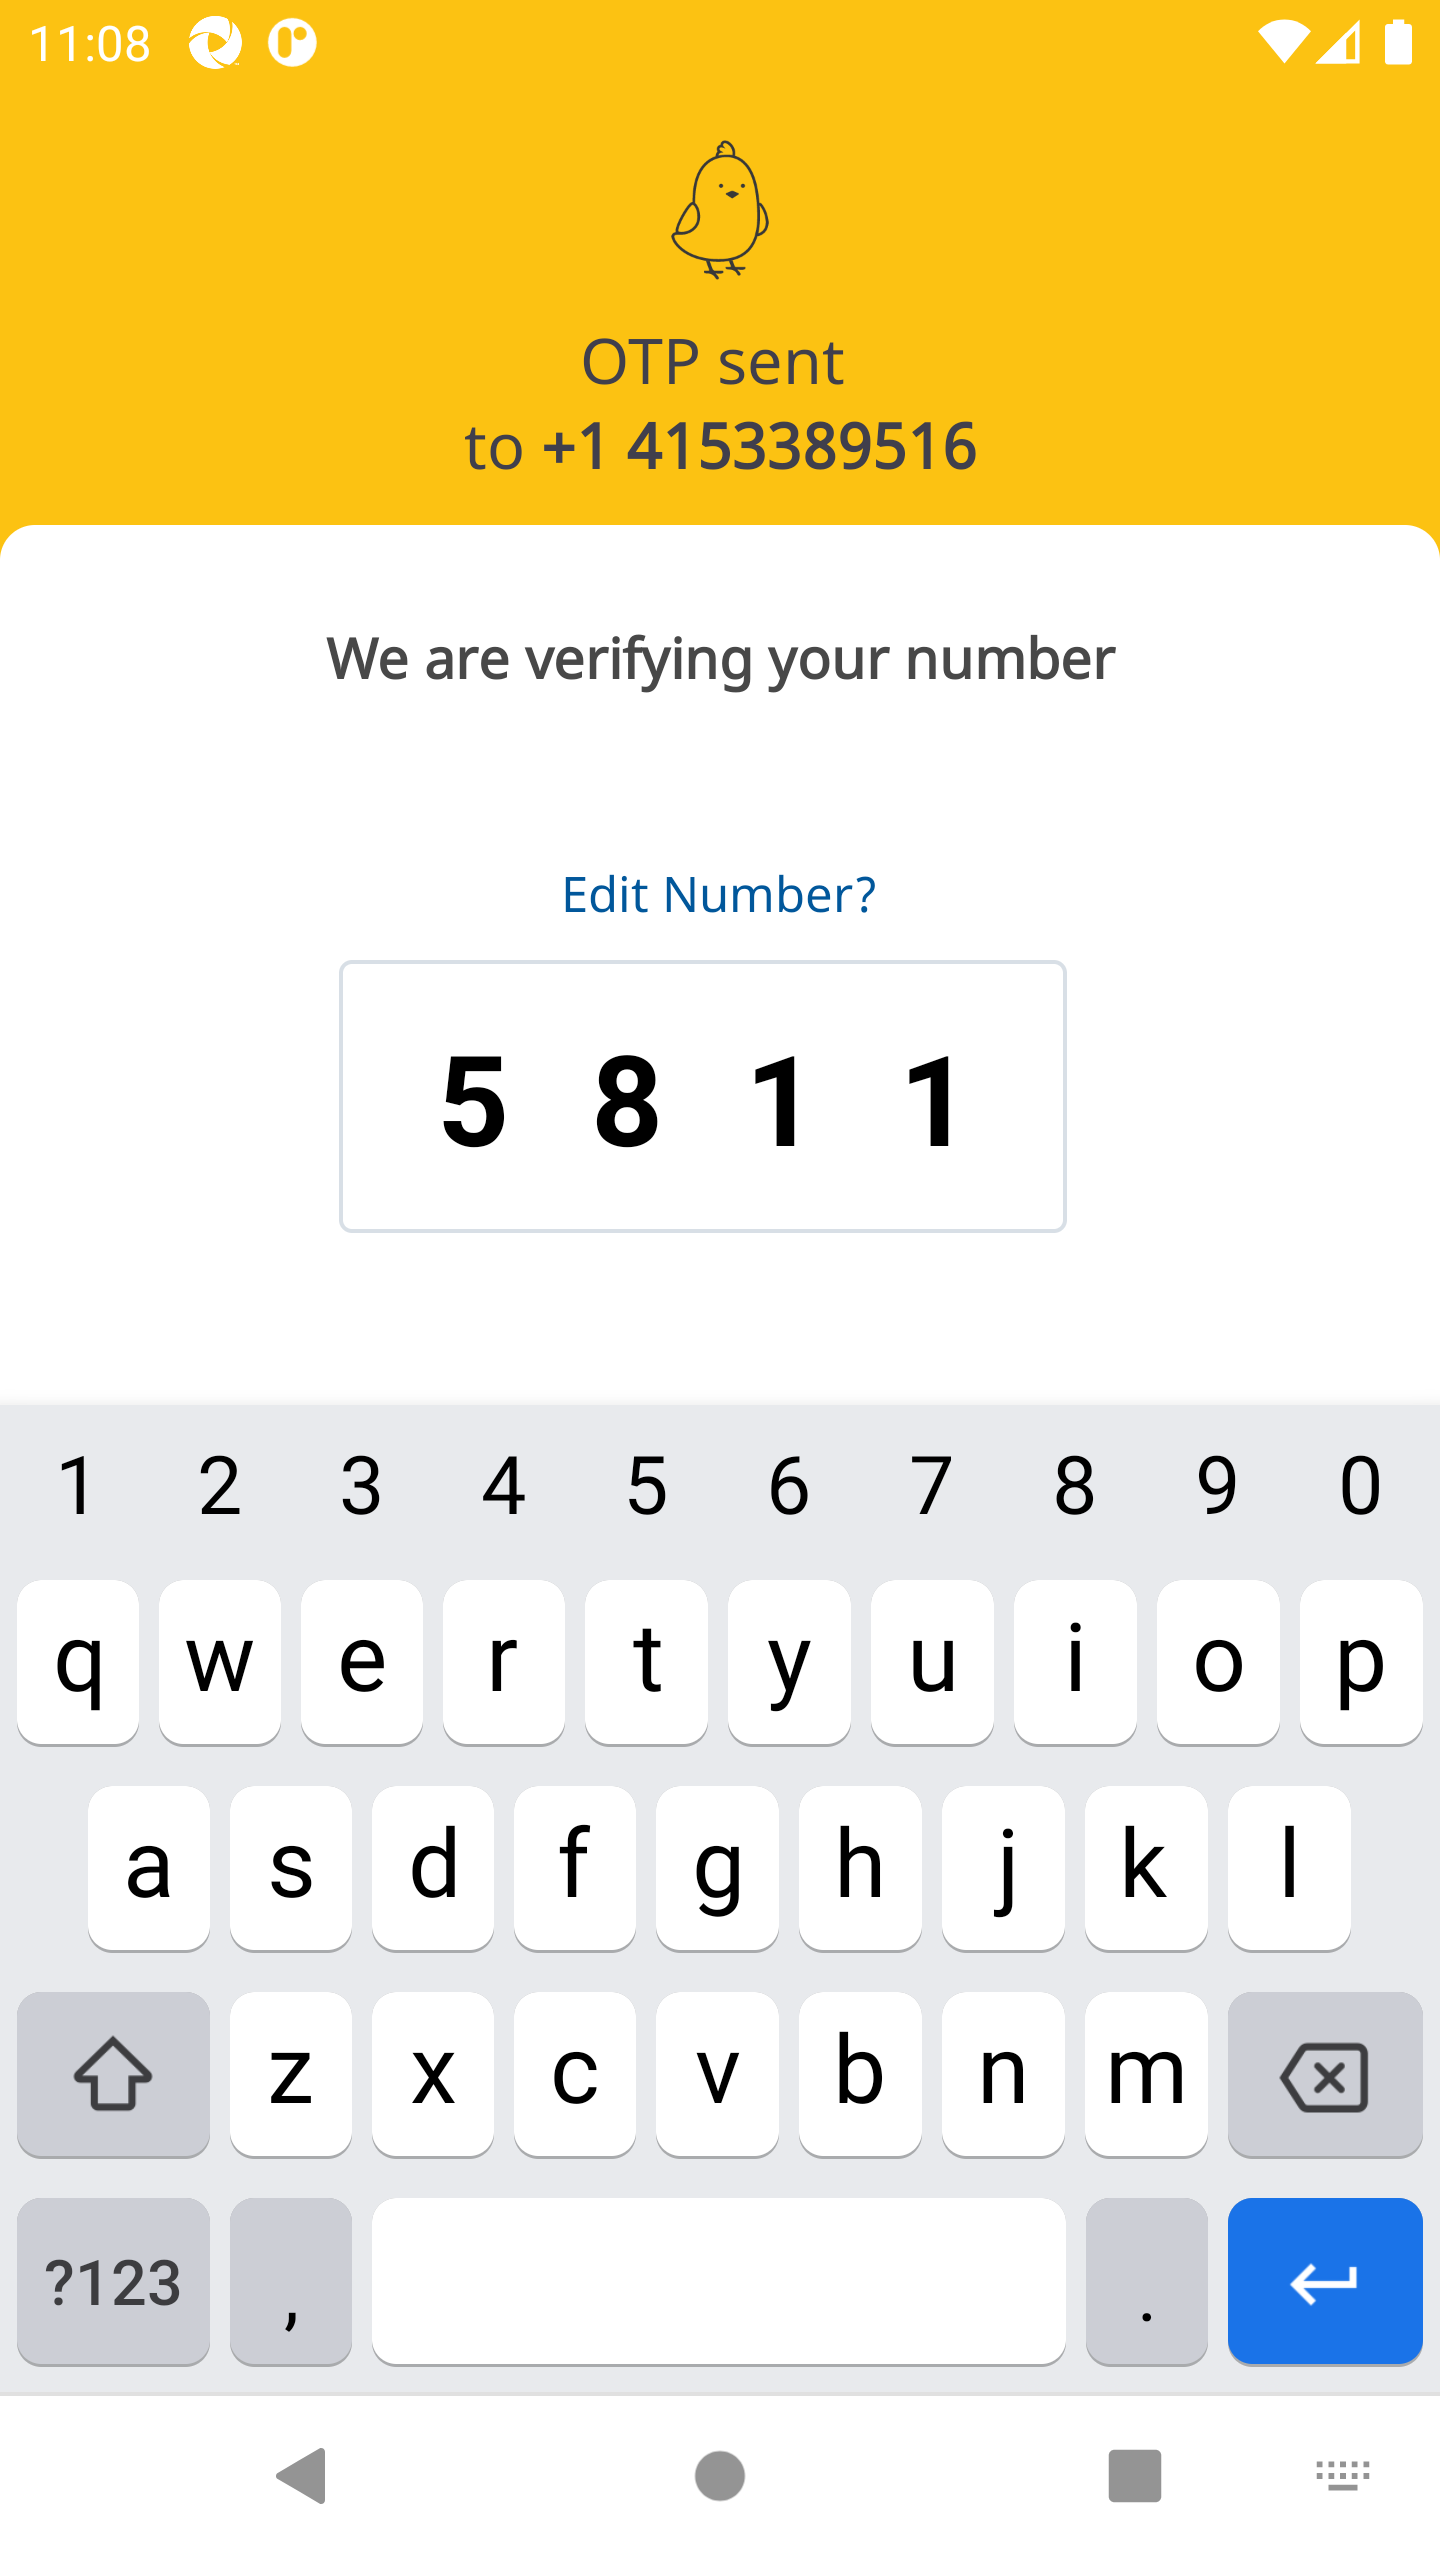 11:08
OTP sent
to +1 4153389516
We are verifying your number
Edit Number?
5 8 1 1
1 2 3 4 5 6 7 8 9 0
q w e r t y u i o p
a s d f g h j k l
z x c v b n m
?123 , .